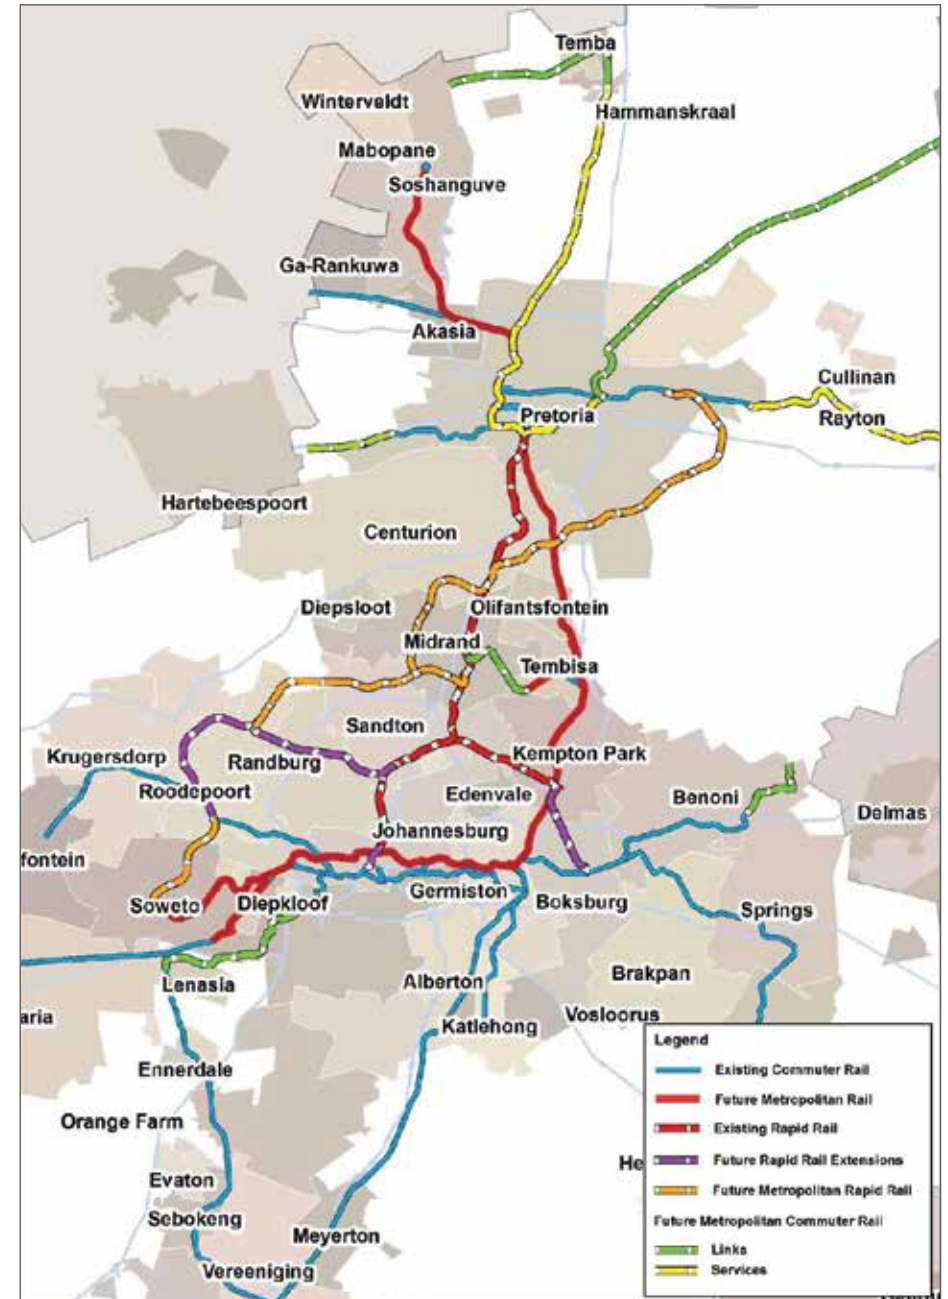 Temba
Winterveldt
Hammanskraal
Mabopane
Soshanguve
Ga-Rankuwa
Akasia
Cullinan
Pretoria
Rayton
Hartebeespoort
Centurion
Diepsloot
Olifantsfontein
Midrand
Tembisa
Sandton
Krugersdorp
Randburg
Kempton Park
Roodepoort
Edenvale
Benoni
Delmas
Johannesburg
fontein
Germiston
Soweto
Diepkloof
Boksburg
Springs
Brakpan
Lenasia
Alberton
aria
Katlehong
Vosloorus
Legend
Ennerdale
Existing Commuter Rail
Future Metropolitan Rail
Orange Farm
Existing Rapid Rail
He
Future Rapid Rail Extensions
Evaton
Future Metropolitan Rapid Rail
Sebokeng
Future Metropolitan Commuter Rail
Meyerton
Links
Vereeniging
Services